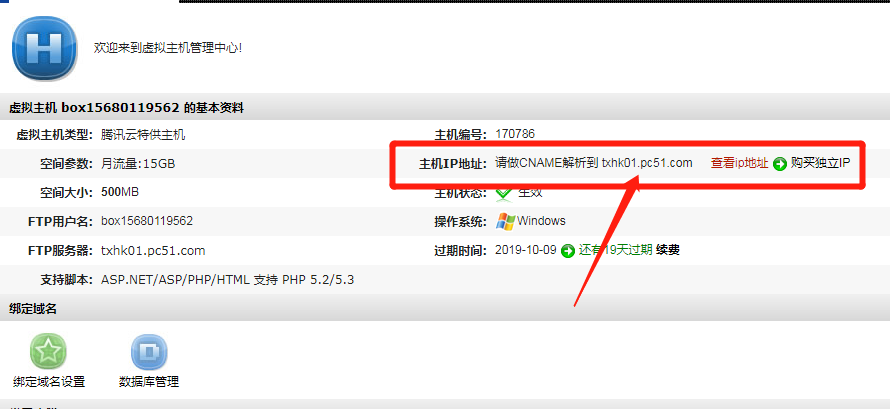 H
欢迎来到虚拟主机管理中心!
虚拟主机 box15680119562 的基本资料
虚拟主机类型: 腾讯云特供主机 主机编号: 170786
空间参数: 月流量:15GB 主机IP地址: 请做CNAME解析到 txhk01.pc51.com 查看ip地址 购买独立IP
空间大小: 500MB 主机状态: 生效
FTP用户名: box15680119562 操作系统: Windows
FTP服务器: txhk01.pc51.com 过期时间: 2019-10-09 还有19天过期 续费
支持脚本: ASP.NET/ASP/PHP/HTML 支持 PHP 5.2/5.3
绑定域名
绑定域名设置 数据库管理